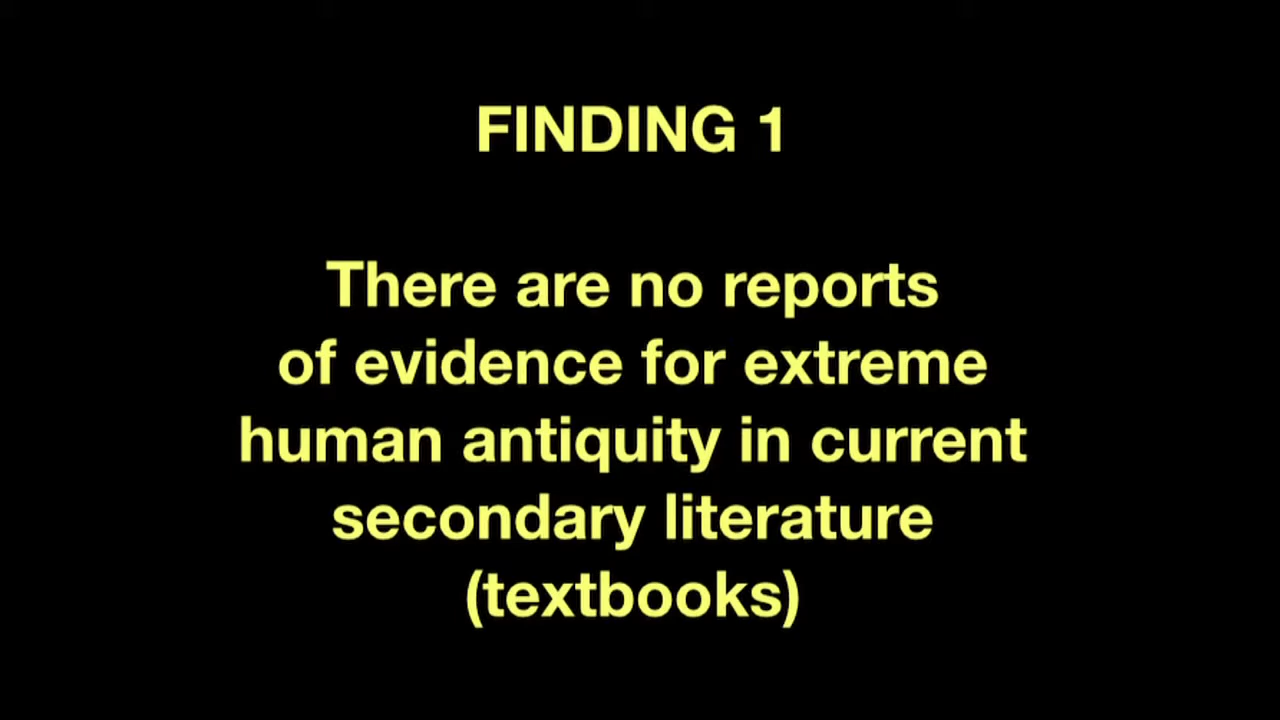 FINDING 1
There are no reports
of evidence for extreme
human antiquity in current
secondary literature
(textbooks)